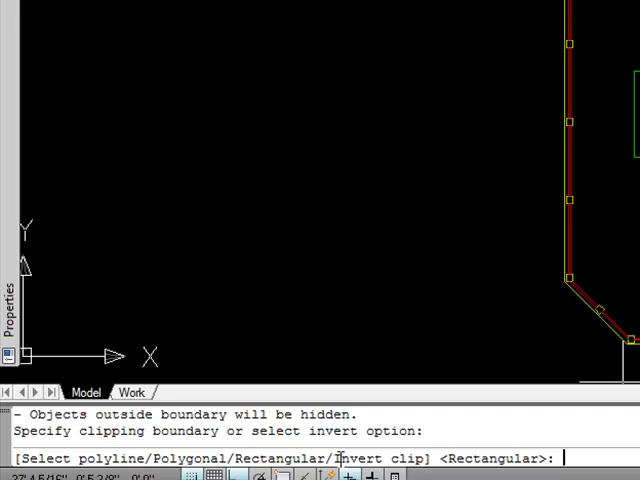 Y
Properties
X
Model Work
- Objects outside boundary will be hidden.
Specify clipping boundary or select invert option:
[Select polyline/Polygonal/Rectangular/Invert clip] <Rectangular>: